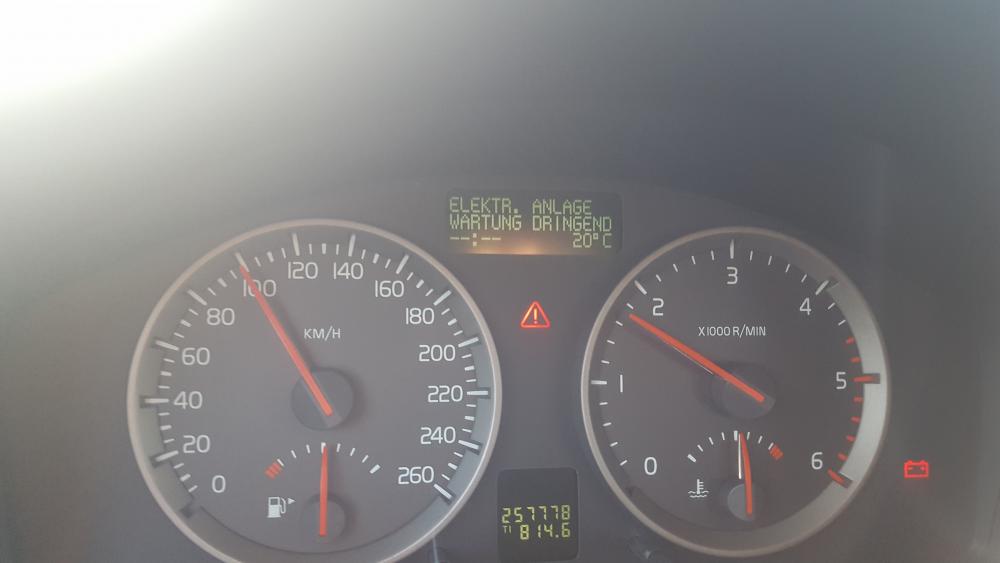 ELEKTR. ANLAGE
WARTUNG DRINGEND
--:-- 20°C
0 20 40 60 80 100 120 140 160 180 200 220 240 260
KM/H
0 1 2 3 4 5 6
X1000 R/MIN
257778
T1 814.6